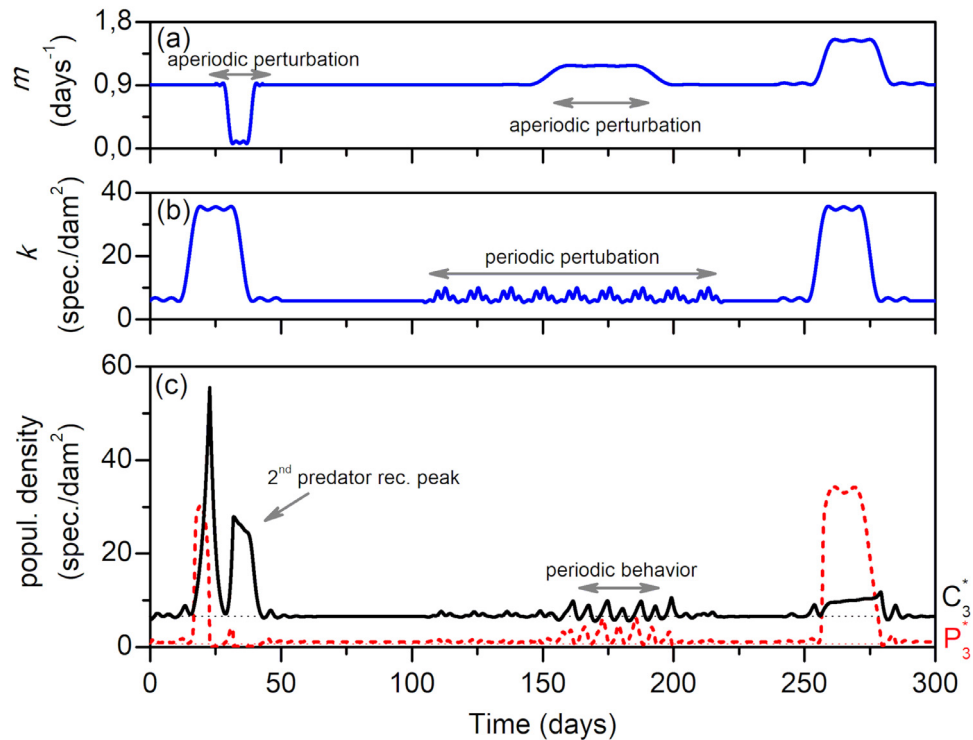 (a)
aperiodic perturbation
aperiodic perturbation
m
(days⁻¹)
1,8
0,9
0,0
(b)
periodic pertubation
k
(spec./dam²)
40
20
0
(c)
2nd predator rec. peak
periodic behavior
popul. density
(spec./dam²)
60
40
20
0
C*3
P*3
0 50 100 150 200 250 300
Time (days)